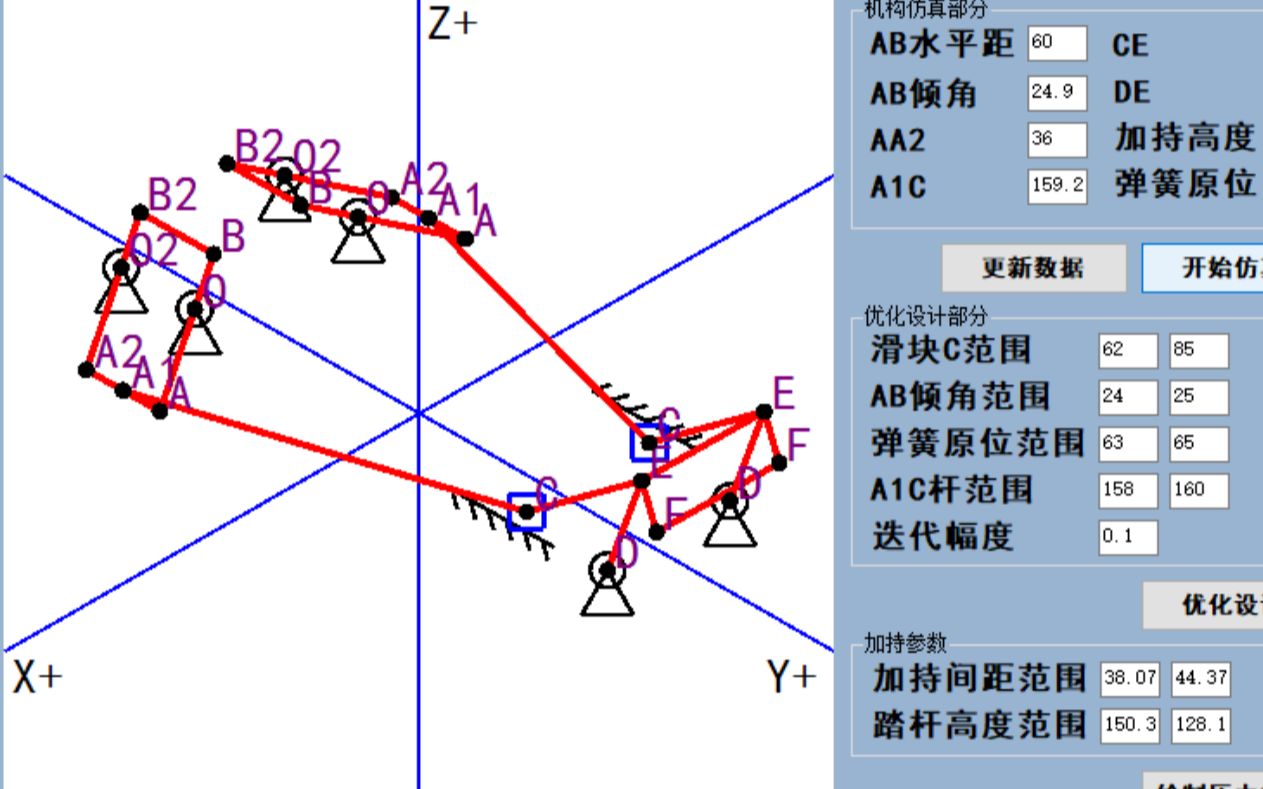 Z+
B2
O2
B
O
A2
A1
A
B2
B
O2
O
A2
A1
A
C
E
F
D
C
E
F
D
X+
Y+
机构仿真部分
AB水平距 60 CE
AB倾角 24.9 DE
AA2 36 加持高度
A1C 159.2 弹簧原位
更新数据 开始仿
优化设计部分
滑块C范围 62 85
AB倾角范围 24 25
弹簧原位范围 63 65
A1C杆范围 158 160
迭代幅度 0.1
优化设
加持参数
加持间距范围 38.07 44.37
踏杆高度范围 150.3 128.1